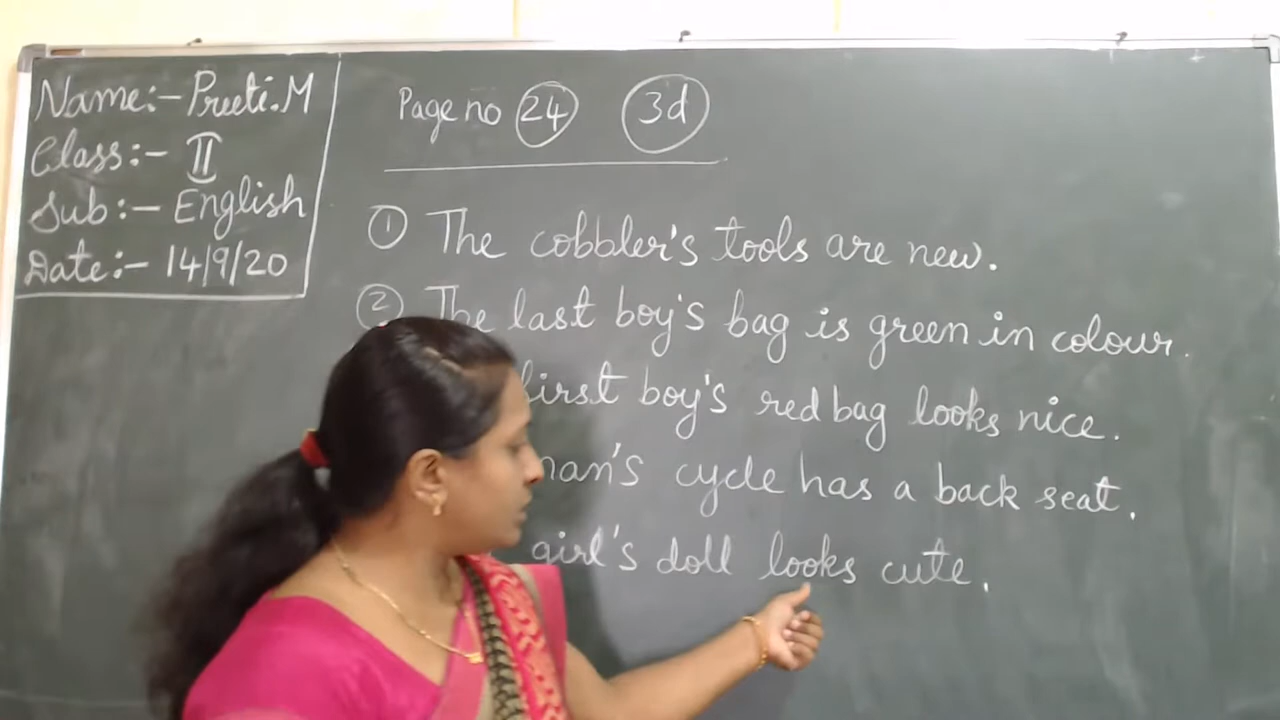 Name:- Preeti.M
Class:- II
Sub:- English
Date:- 14/9/20
Page no 24 3d
1 The cobbler's tools are new.
2 The last boy's bag is green in colour.
first boy's red bag looks nice.
man's cycle has a back seat.
girl's doll looks cute.